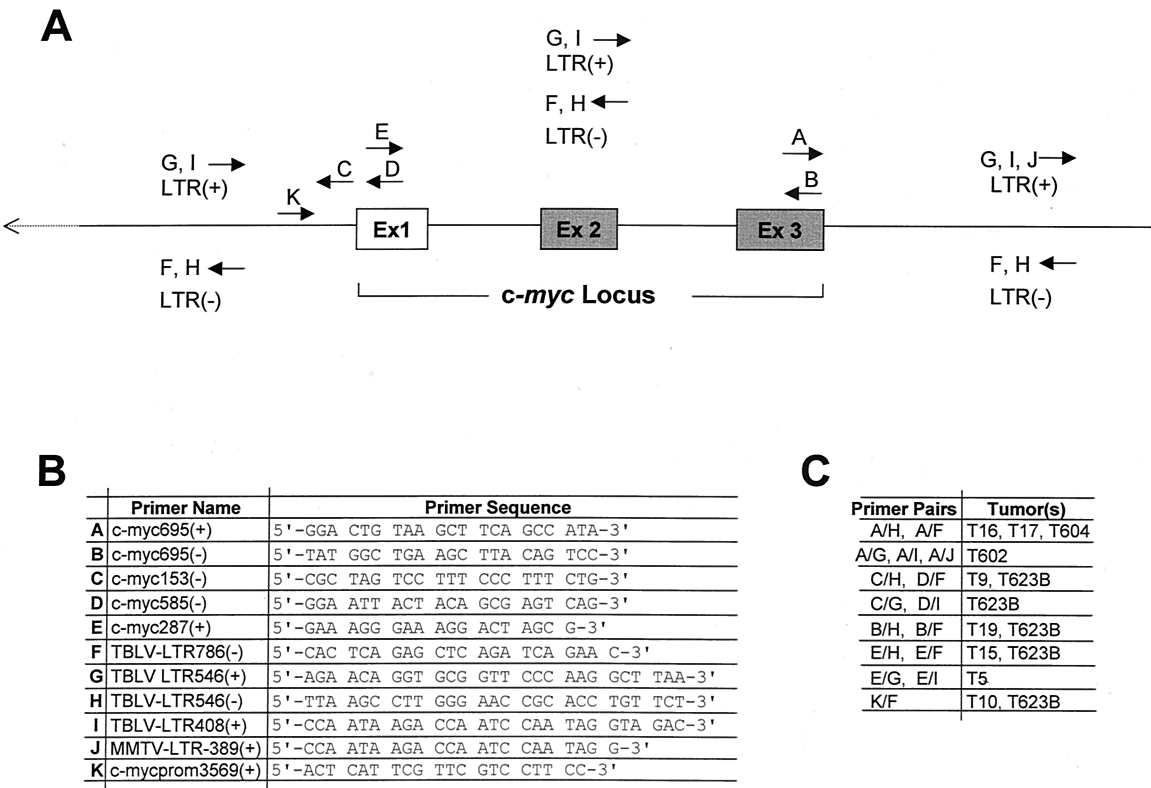 A
G, I
LTR(+)
F, H
LTR(-)
E
A
G, I
LTR(+)
C
D
G, I, J
LTR(+)
K
B
Ex1
Ex 2
Ex 3
F, H
LTR(-)
F, H
LTR(-)
c-myc Locus
B
Primer Name Primer Sequence
A c-myc695(+) 5'-GGA CTG TAA GCT TCA GCC ATA-3'
B c-myc695(-) 5'-TAT GGC TGA AGC TTA CAG TCC-3'
C c-myc153(-) 5'-CGC TAG TCC TTT CCC TTT CTG-3'
D c-myc585(-) 5'-GGA ATT ACT ACA GCG AGT CAG-3'
E c-myc287(+) 5'-GAA AGG GAA AGG ACT AGC G-3'
F TBLV-LTR786(-) 5'-CAC TCA GAG CTC AGA TCA GAA C-3'
G TBLV LTR546(+) 5'-AGA ACA GGT GCG GTT CCC AAG GCT TAA-3'
H TBLV-LTR546(-) 5'-TTA AGC CTT GGG AAC CGC ACC TGT TCT-3'
I TBLV-LTR408(+) 5'-CCA ATA AGA CCA ATC CAA TAG GTA GAC-3'
J MMTV-LTR-389(+) 5'-CCA ATA AGA CCA ATC CAA TAG G-3'
K c-mycprom3569(+) 5'-ACT CAT TCG TTC GTC CTT CC-3'
C
Primer Pairs Tumor(s)
A/H, A/F T16, T17, T604
A/G, A/I, A/J T602
C/H, D/F T9, T623B
C/G, D/I T623B
B/H, B/F T19, T623B
E/H, E/F T15, T623B
E/G, E/I T5
K/F T10, T623B